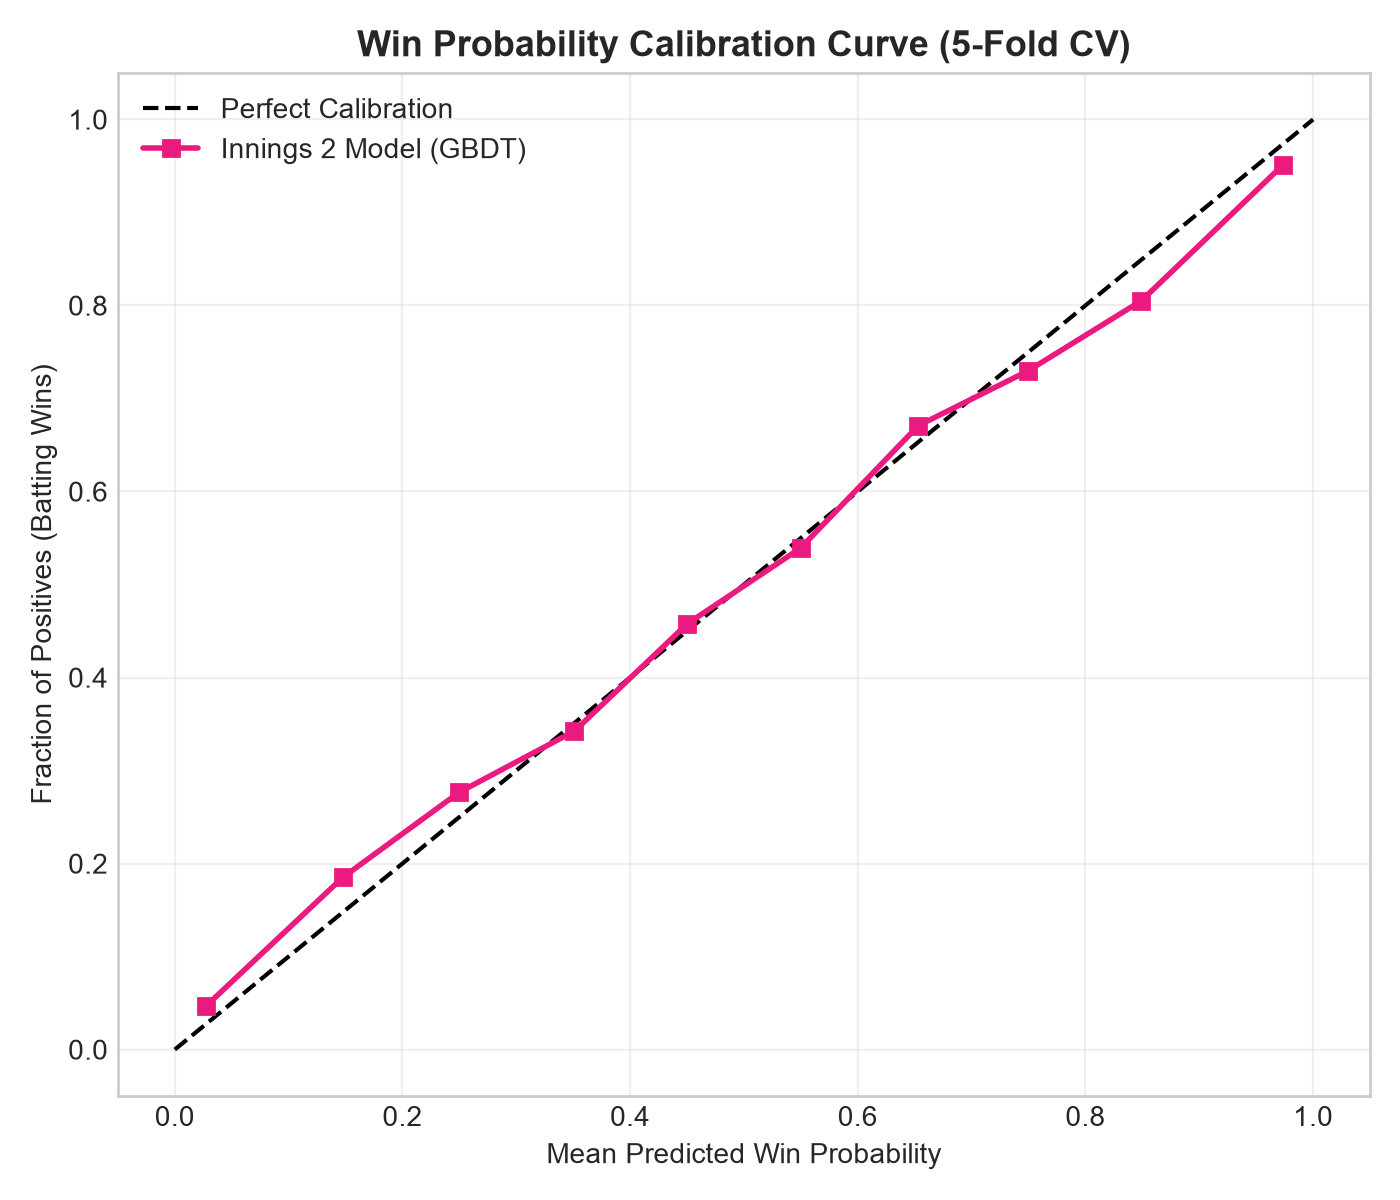 Win Probability Calibration Curve (5-Fold CV)
Perfect Calibration
Innings 2 Model (GBDT)
1.0
0.8
0.6
0.4
0.2
0.0
Fraction of Positives (Batting Wins)
0.0 0.2 0.4 0.6 0.8 1.0
Mean Predicted Win Probability